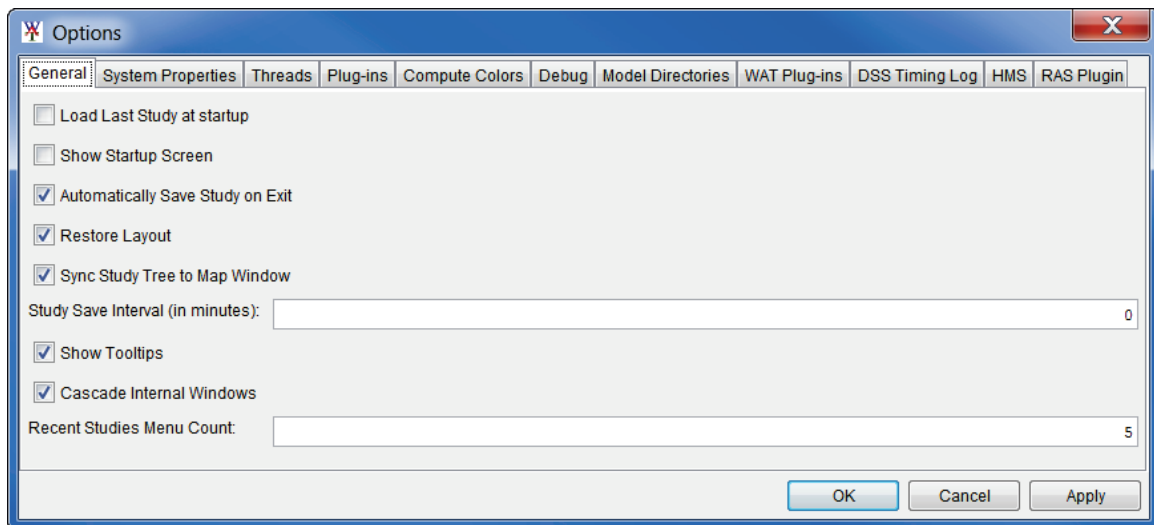 Options
General System Properties Threads Plug-ins Compute Colors Debug Model Directories WAT Plug-ins DSS Timing Log HMS RAS Plugin
Load Last Study at startup
Show Startup Screen
Automatically Save Study on Exit
Restore Layout
Sync Study Tree to Map Window
Study Save Interval (in minutes): 0
Show Tooltips
Cascade Internal Windows
Recent Studies Menu Count: 5
OK Cancel Apply